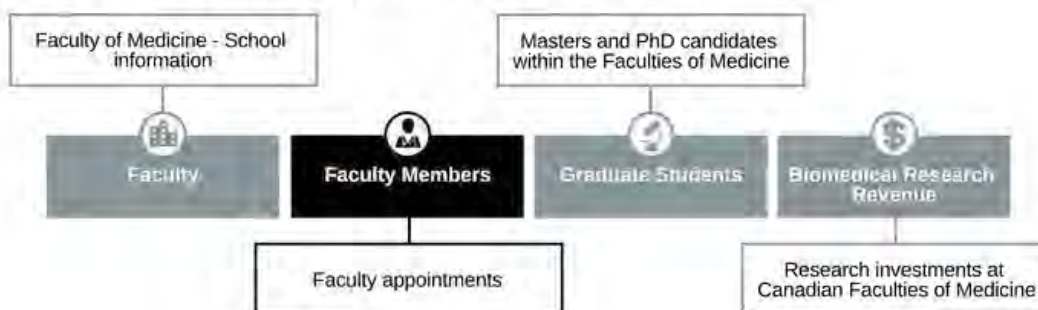 Faculty of Medicine - School
information
Masters and PhD candidates
within the Faculties of Medicine
Faculty
Faculty Members
Graduate Students
Biomedical Research
Revenue
Faculty appointments
Research investments at
Canadian Faculties of Medicine